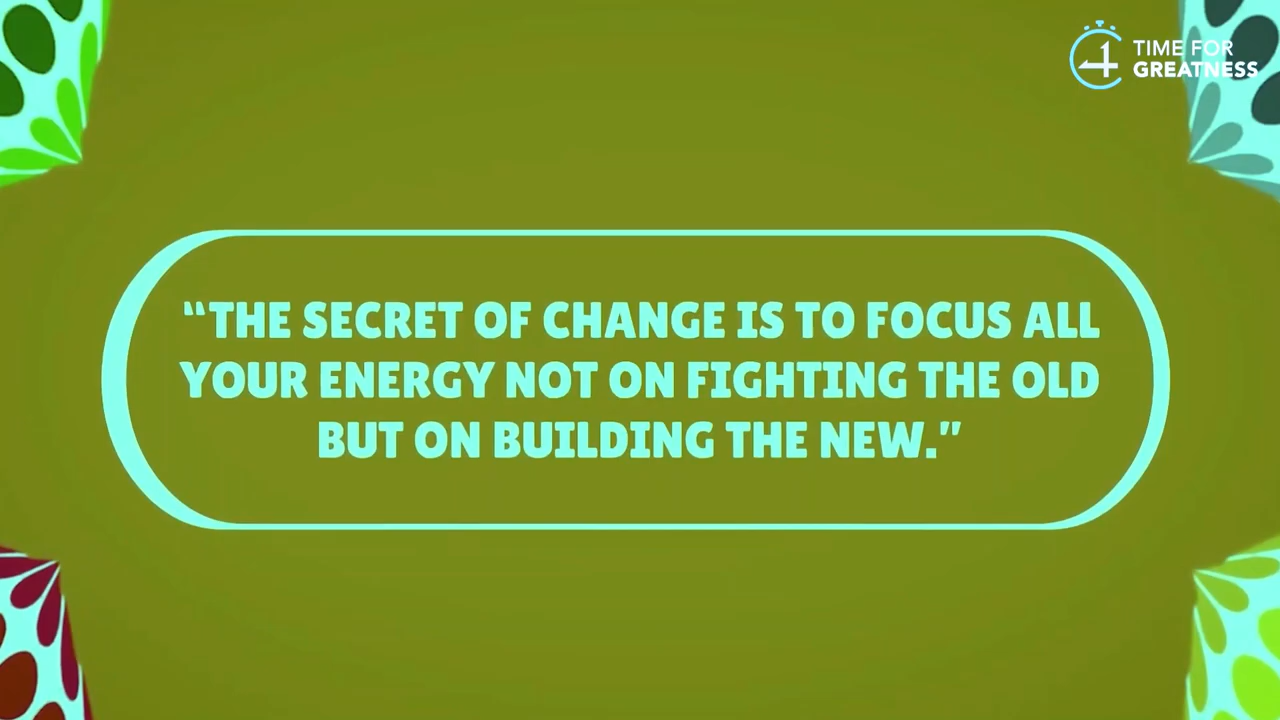 TIME FOR
GREATNESS
“THE SECRET OF CHANGE IS TO FOCUS ALL
YOUR ENERGY NOT ON FIGHTING THE OLD
BUT ON BUILDING THE NEW.”